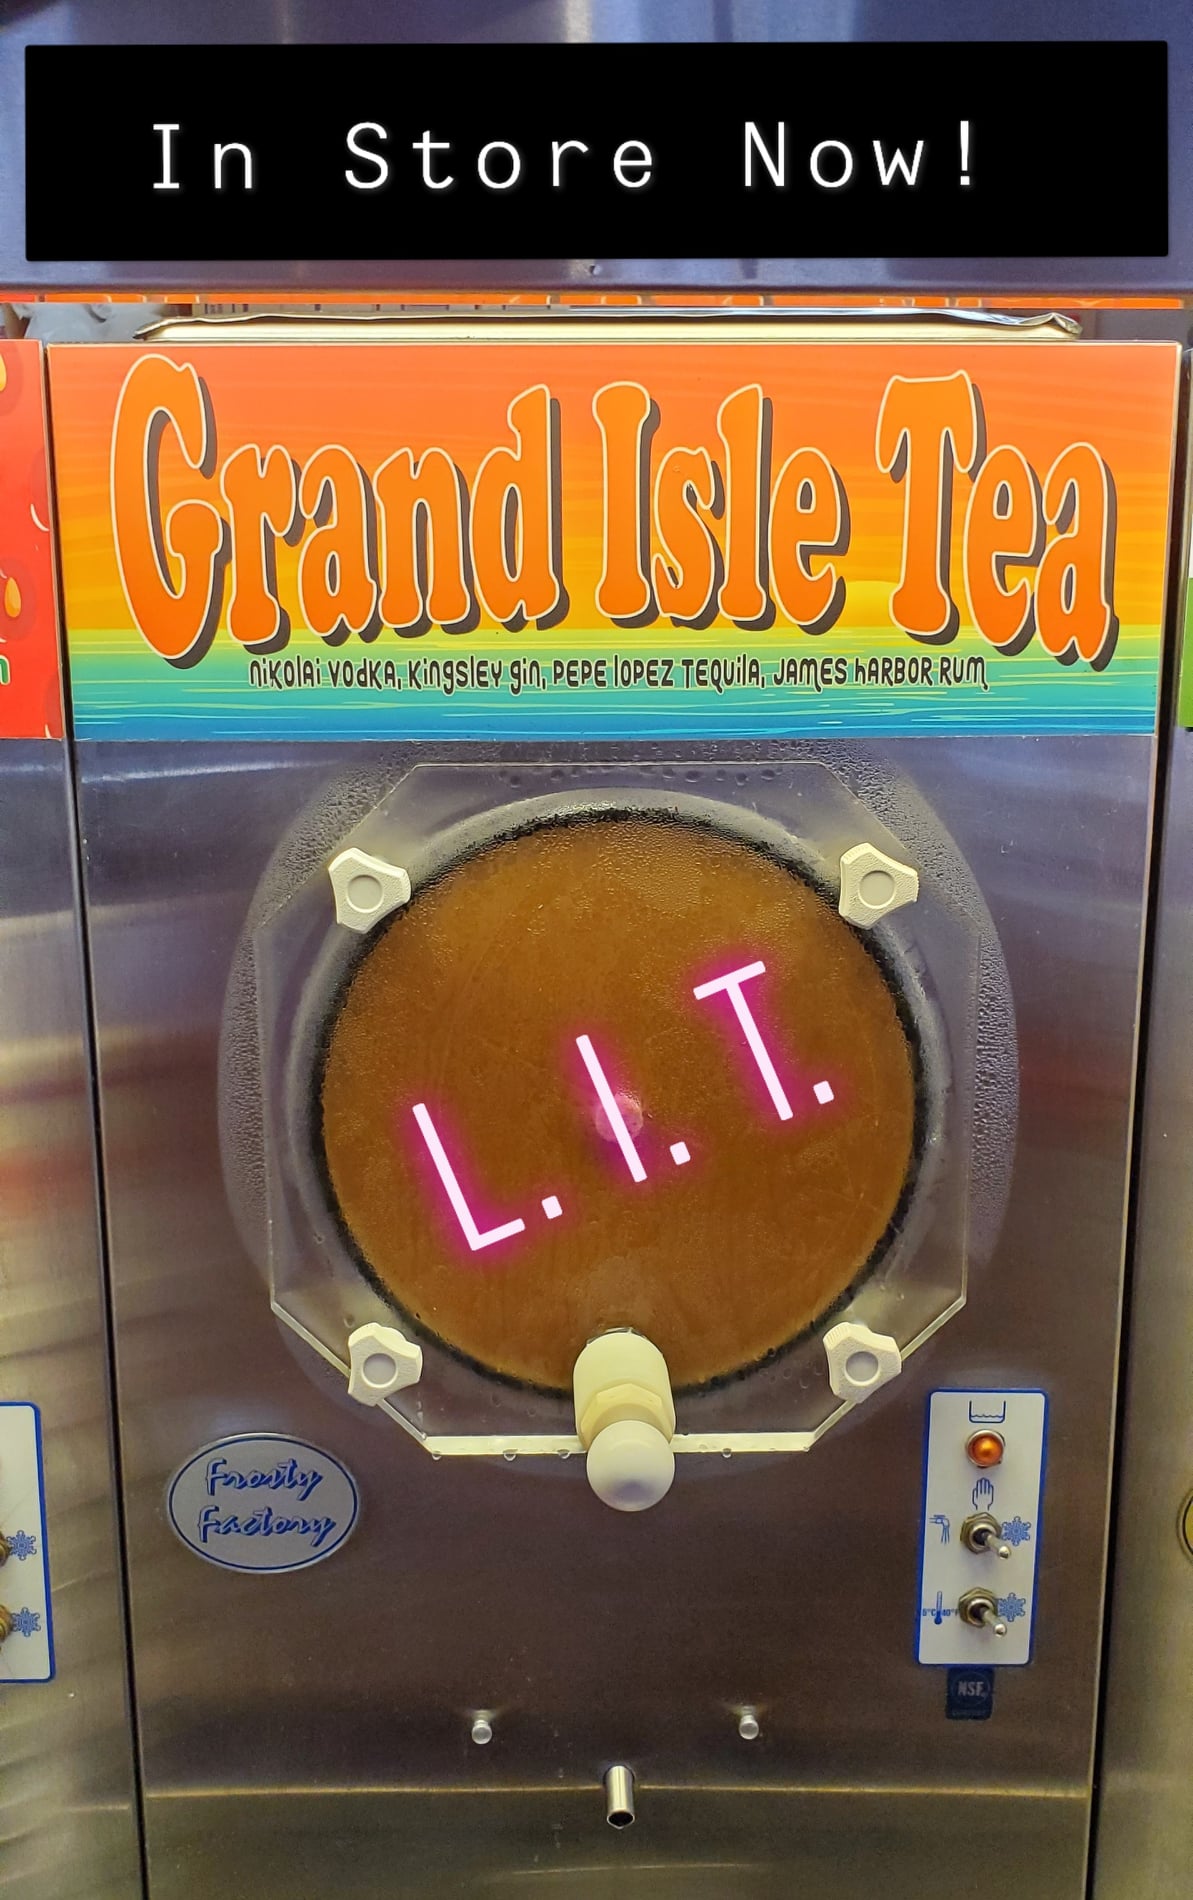 In Store Now!
Grand Isle Tea
nikolai vodka, Kingsley gin, PEPE lopez TEquila, JAMES hARBOR RUM
L. I. T.
Frosty
Factory
NSF